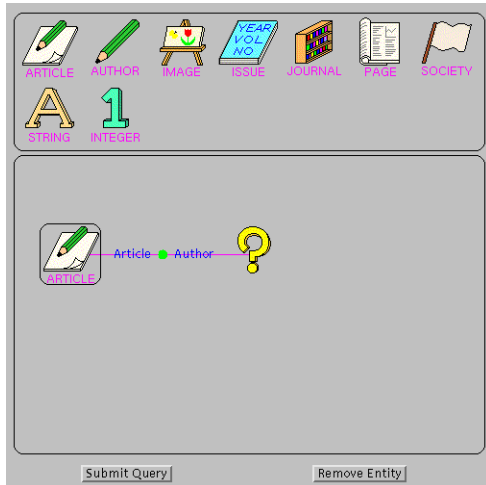 YEAR
VOL
NO
ARTICLE AUTHOR IMAGE ISSUE JOURNAL PAGE SOCIETY
A 1
STRING INTEGER
Article Author ?
ARTICLE
Submit Query Remove Entity